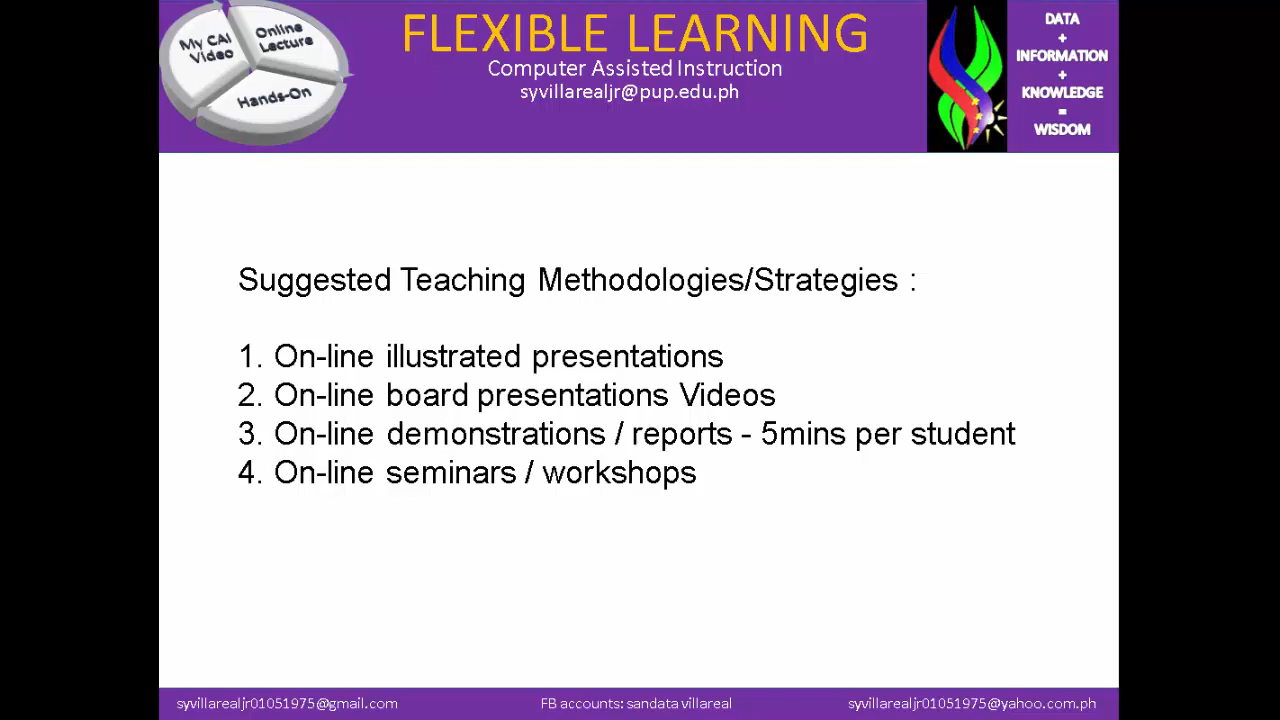 My CAI
Video
Online
Lecture
Hands-On
FLEXIBLE LEARNING
Computer Assisted Instruction
syvillarealjr@pup.edu.ph
DATA
+
INFORMATION
+
KNOWLEDGE
=
WISDOM
Suggested Teaching Methodologies/Strategies :
1. On-line illustrated presentations
2. On-line board presentations Videos
3. On-line demonstrations / reports - 5mins per student
4. On-line seminars / workshops
syvillarealjr01051975@gmail.com
FB accounts: sandata villareal
syvillarealjr01051975@yahoo.com.ph